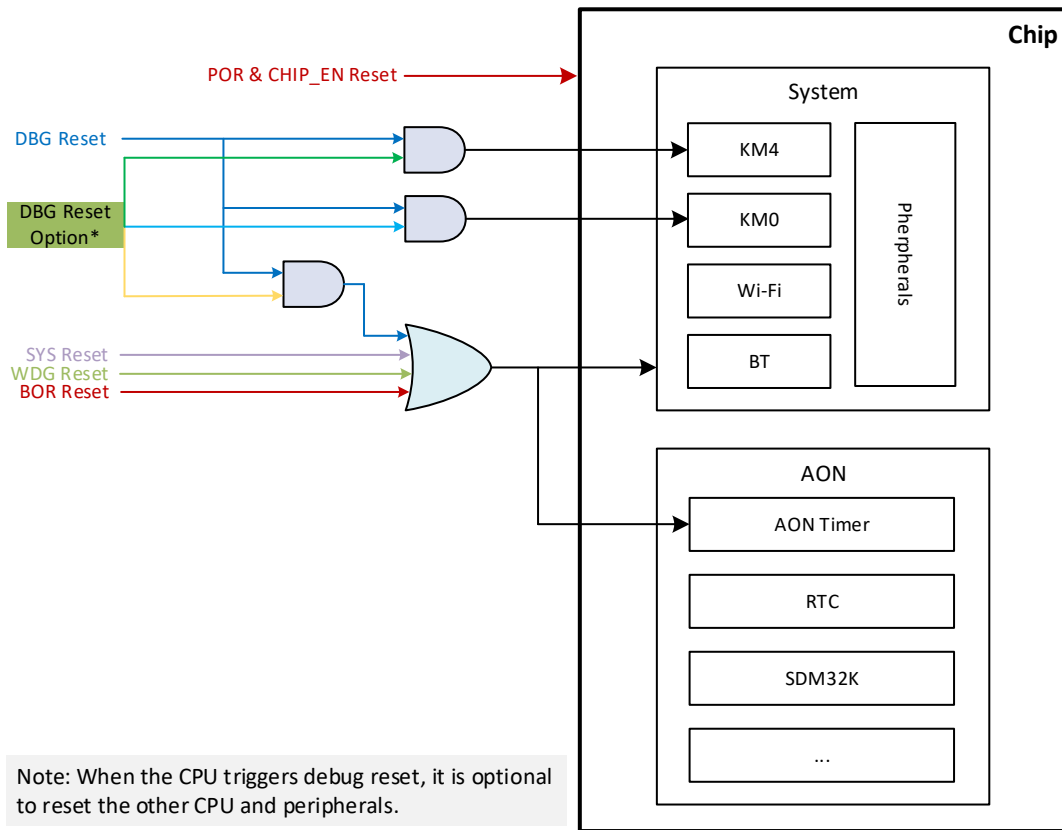 Chip
POR & CHIP_EN Reset
System
DBG Reset
KM4
KM0
Pherpherals
DBG Reset
Option*
Wi-Fi
BT
SYS Reset
WDG Reset
BOR Reset
AON
AON Timer
RTC
SDM32K
...
Note: When the CPU triggers debug reset, it is optional
to reset the other CPU and peripherals.